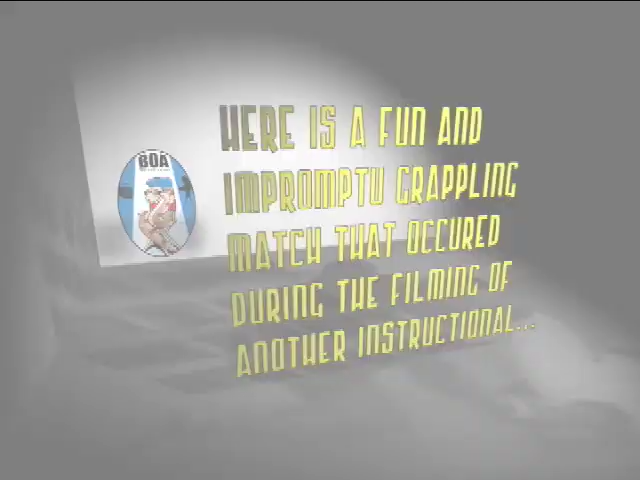 BOA
HERE IS A FUN AND
IMPROMPTU GRAPPLING
MATCH THAT OCCURED
DURING THE FILMING OF
ANOTHER INSTRUCTIONAL...